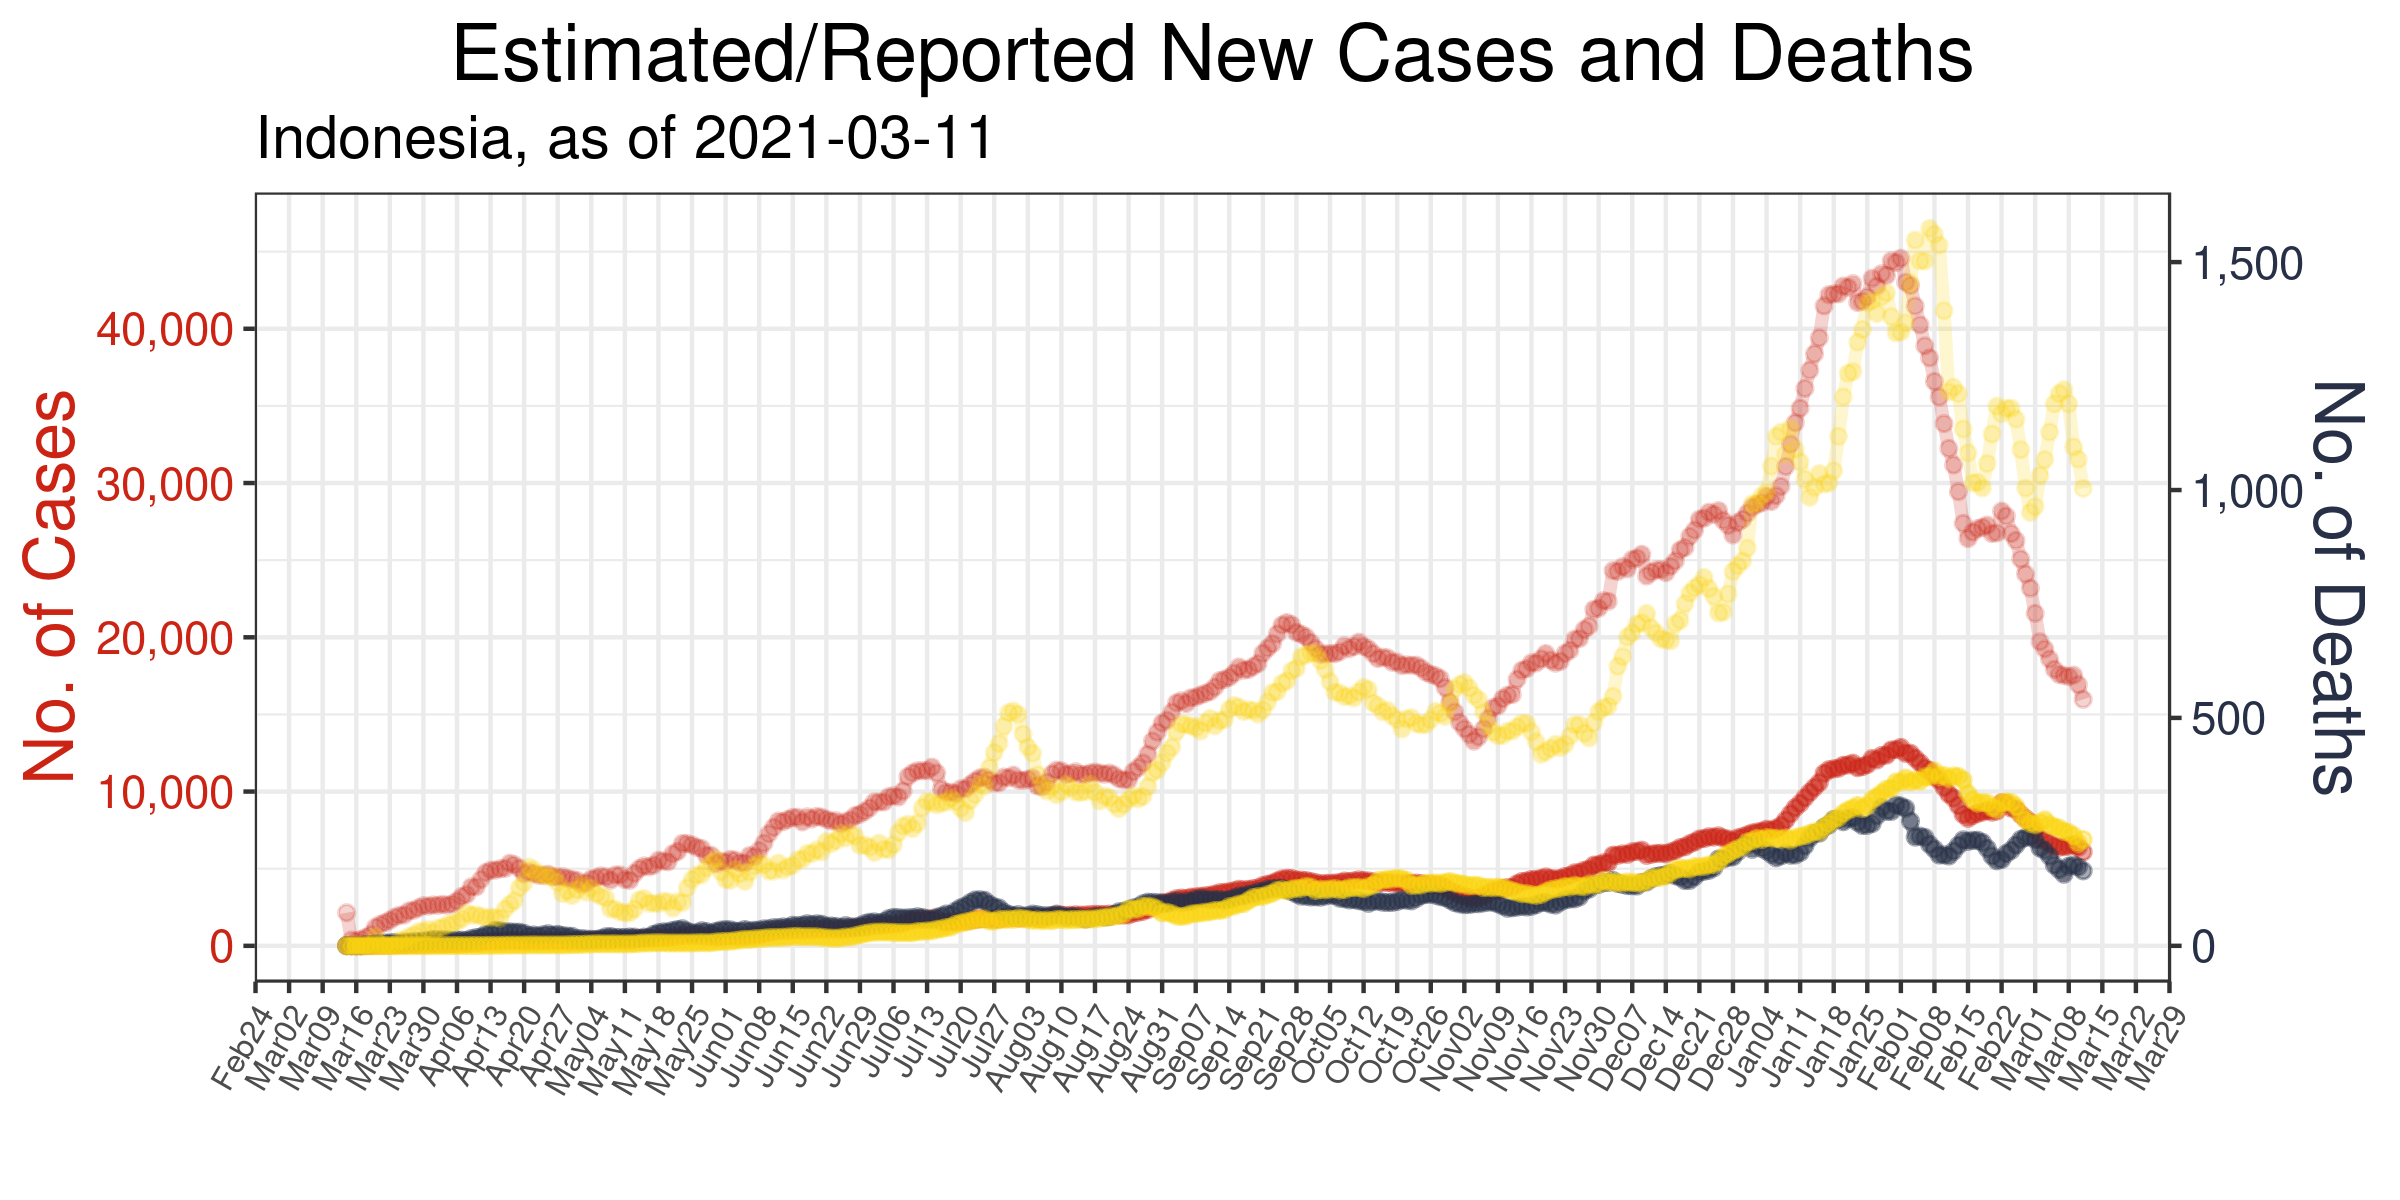 Estimated/Reported New Cases and Deaths
Indonesia, as of 2021-03-11
No. of Cases
40,000
30,000
20,000
10,000
0
1,500
1,000
500
0
No. of Deaths
Feb24
Mar02
Mar09
Mar16
Mar23
Mar30
Apr06
Apr13
Apr20
Apr27
May04
May11
May18
May25
Jun01
Jun08
Jun15
Jun22
Jun29
Jul06
Jul13
Jul20
Jul27
Aug03
Aug10
Aug17
Aug24
Aug31
Sep07
Sep14
Sep21
Sep28
Oct05
Oct12
Oct19
Oct26
Nov02
Nov09
Nov16
Nov23
Nov30
Dec07
Dec14
Dec21
Dec28
Jan04
Jan11
Jan18
Jan25
Feb01
Feb08
Feb15
Feb22
Mar01
Mar08
Mar15
Mar22
Mar29